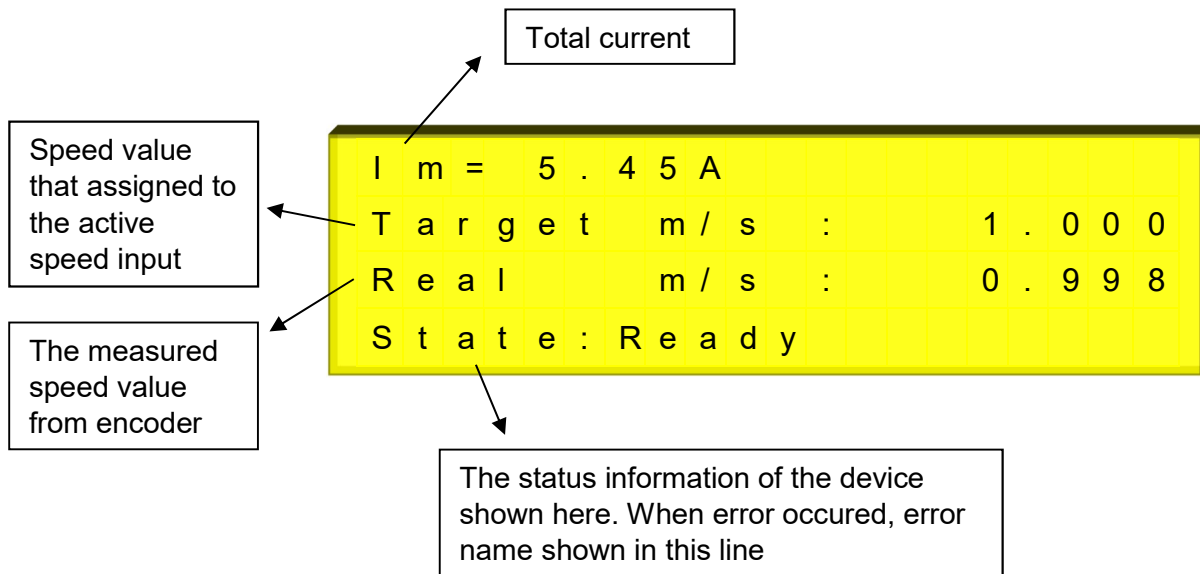 Total current
Speed value
that assigned to
the active
speed input
The measured
speed value
from encoder
Im= 5.45A
Target m/s : 1.000
Real m/s : 0.998
State:Ready
The status information of the device
shown here. When error occured, error
name shown in this line